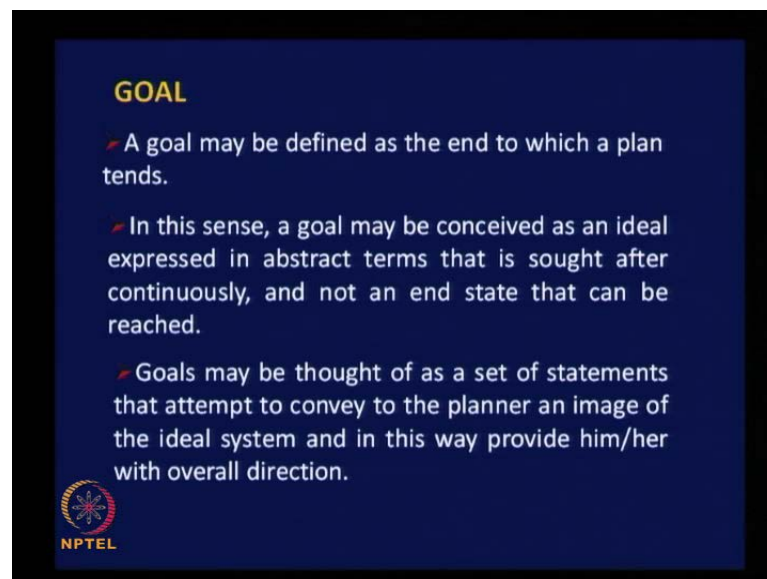 GOAL
A goal may be defined as the end to which a plan
tends.
In this sense, a goal may be conceived as an ideal
expressed in abstract terms that is sought after
continuously, and not an end state that can be
reached.
Goals may be thought of as a set of statements
that attempt to convey to the planner an image of
the ideal system and in this way provide him/her
with overall direction.
NPTEL